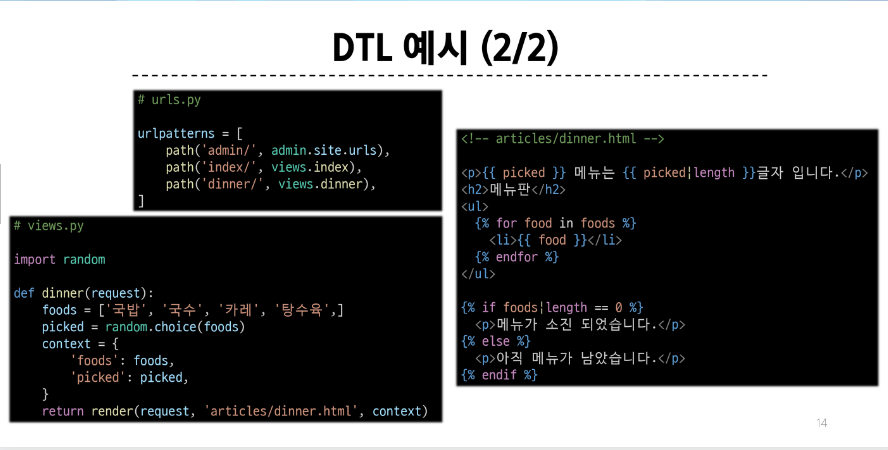 DTL 예시 (2/2)
# urls.py
urlpatterns = [
    path('admin/', admin.site.urls),
    path('index/', views.index),
    path('dinner/', views.dinner),
]
# views.py
import random
def dinner(request):
    foods = ['국밥', '국수', '카레', '탕수육',]
    picked = random.choice(foods)
    context = {
        'foods': foods,
        'picked': picked,
    }
    return render(request, 'articles/dinner.html', context)
<!-- articles/dinner.html -->
<p>{{ picked }} 메뉴는 {{ picked|length }}글자 입니다.</p>
<h2>메뉴판</h2>
<ul>
  {% for food in foods %}
    <li>{{ food }}</li>
  {% endfor %}
</ul>
{% if foods|length == 0 %}
  <p>메뉴가 소진 되었습니다.</p>
{% else %}
  <p>아직 메뉴가 남았습니다.</p>
{% endif %}
14